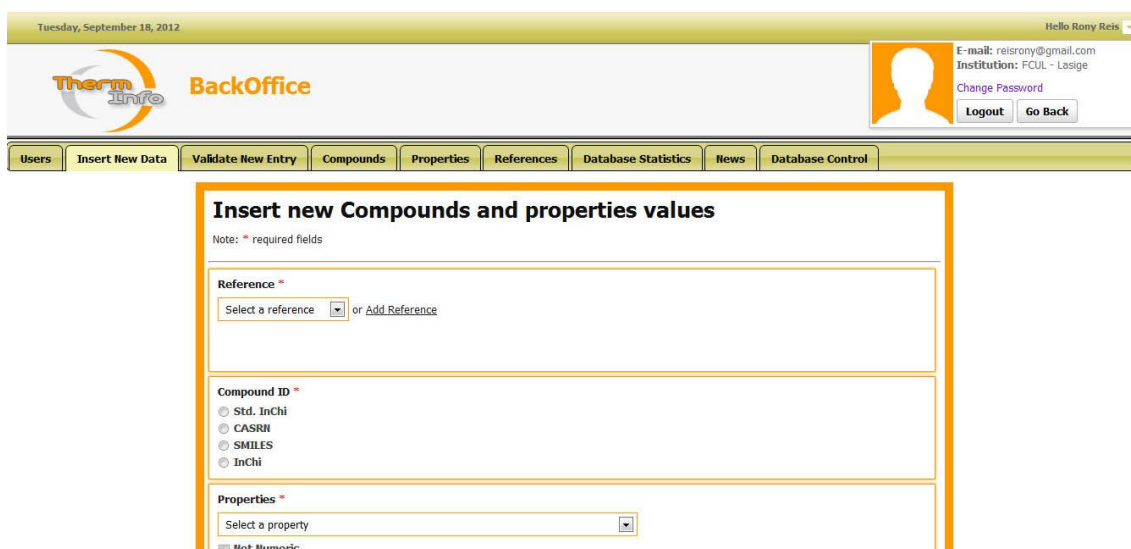 Tuesday, September 18, 2012
Hello Rony Reis
Therm
Info
BackOffice
E-mail: reisrony@gmail.com
Institution: FCUL - Lasige
Change Password
Logout Go Back
Users Insert New Data Validate New Entry Compounds Properties References Database Statistics News Database Control
Insert new Compounds and properties values
Note: * required fields
Reference *
Select a reference or Add Reference
Compound ID *
Std. InChi
CASRN
SMILES
InChi
Properties *
Select a property
Not Numeric